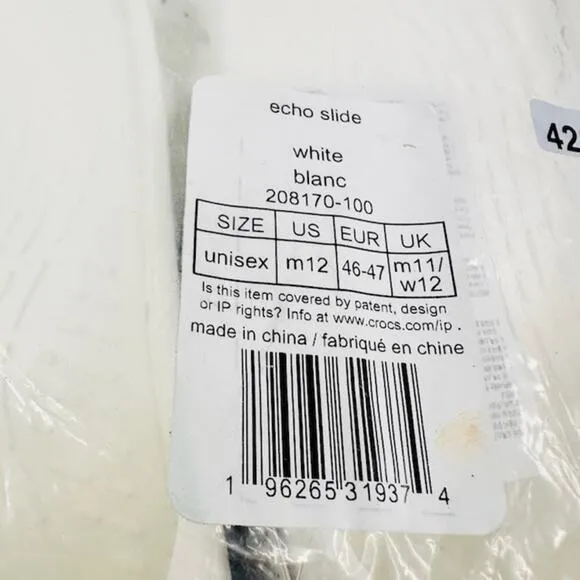 echo slide
white
blanc
208170-100
SIZE US EUR UK
unisex m12 46-47 m11/
w12
Is this item covered by patent, design
or IP rights? Info at www.crocs.com/ip .
made in china / fabriqué en chine
1 96265 31937 4
42